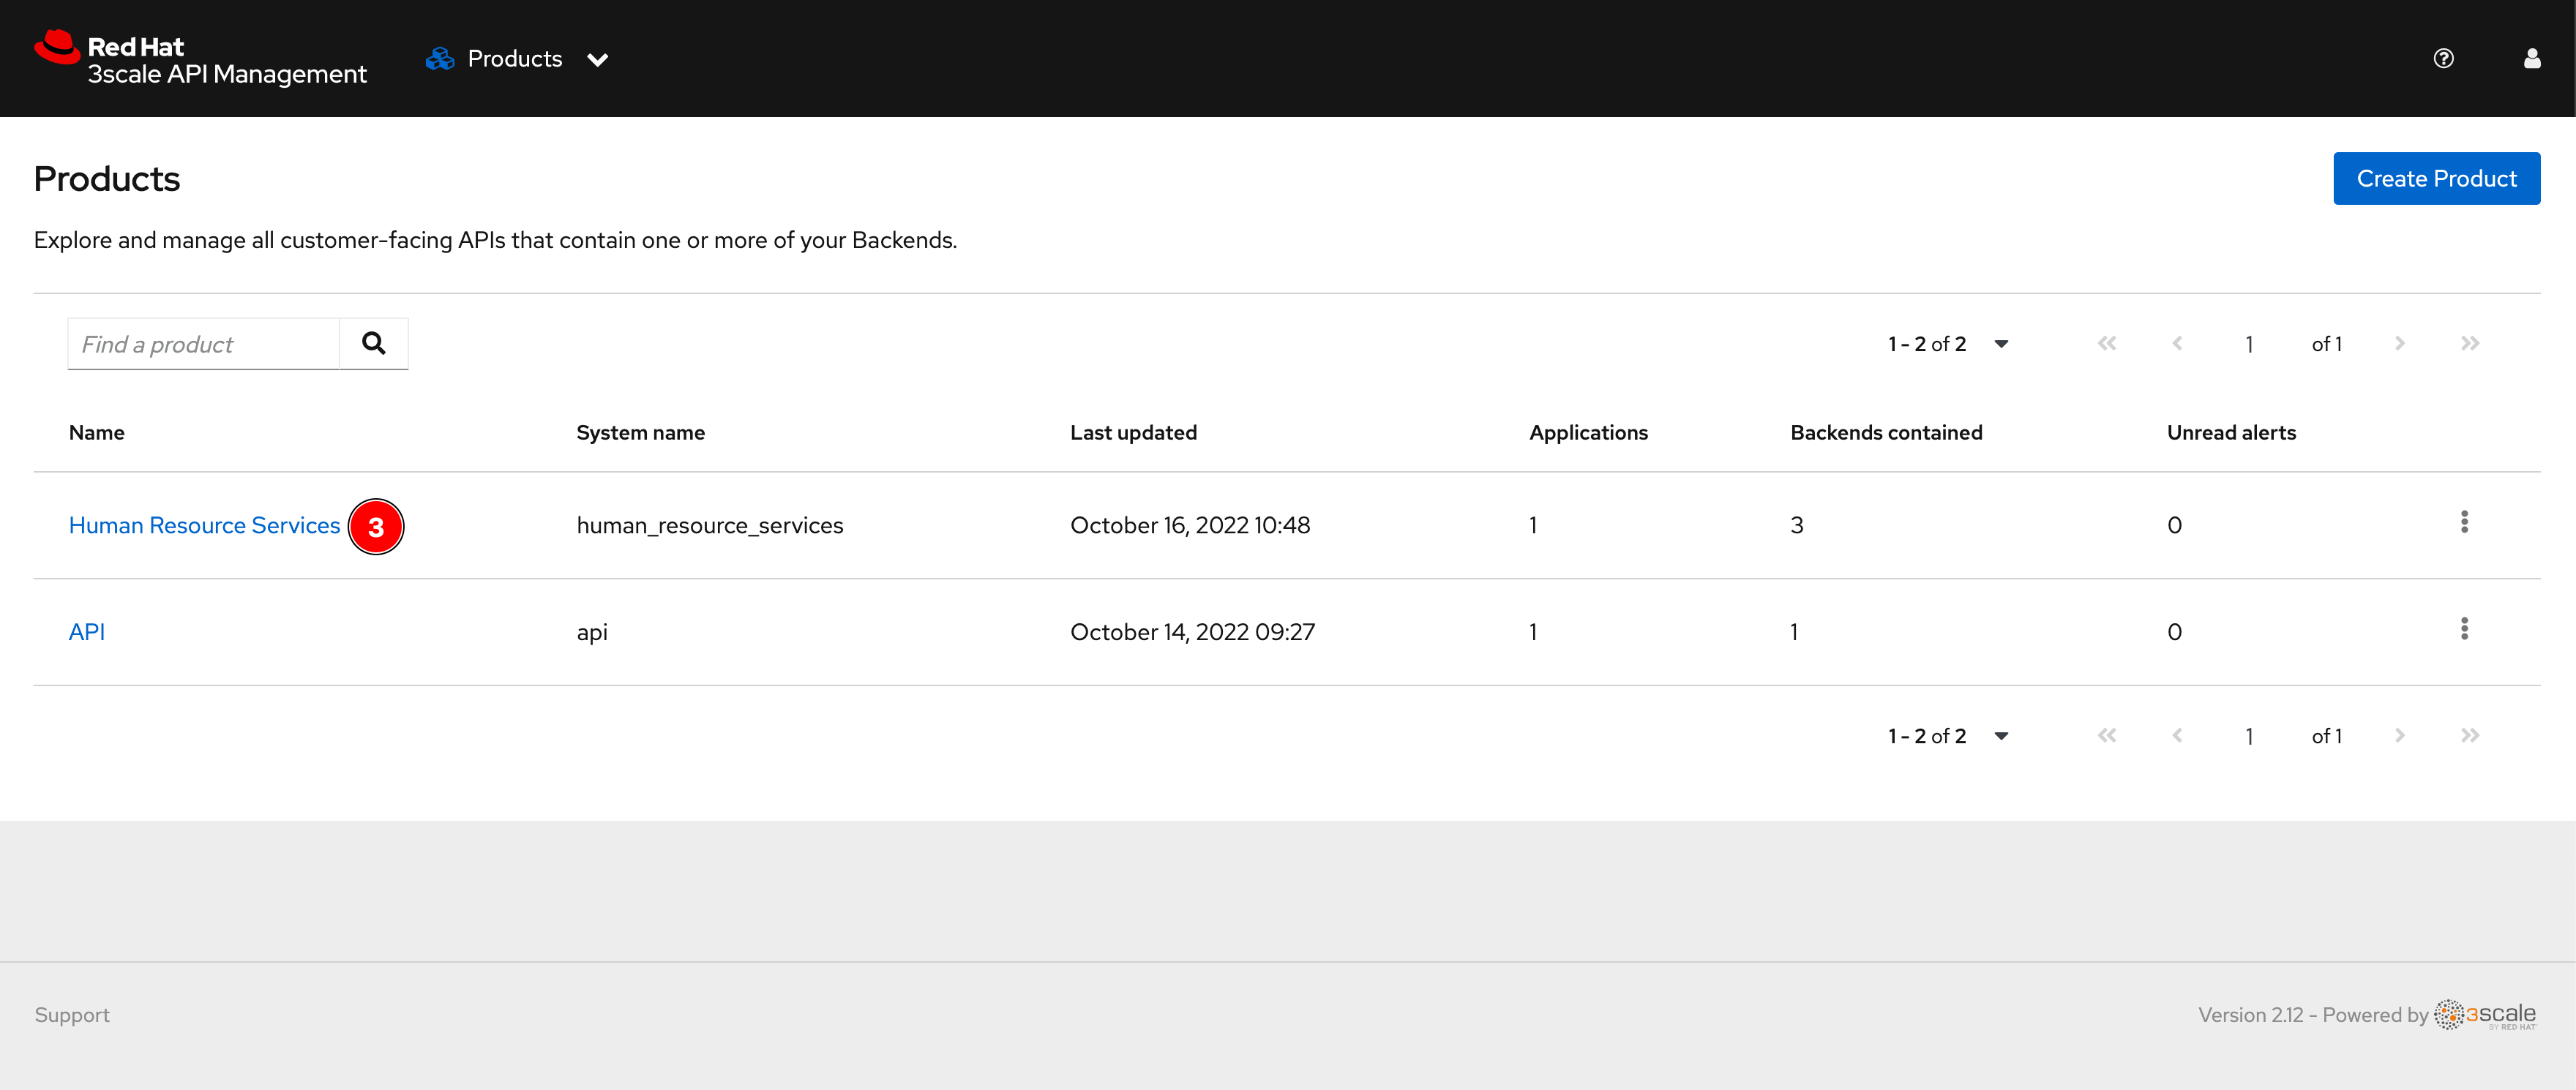 Red Hat
3scale API Management
Products
Products
Create Product
Explore and manage all customer-facing APIs that contain one or more of your Backends.
Find a product
1 - 2 of 2
1 of 1
Name System name Last updated Applications Backends contained Unread alerts
Human Resource Services 3 human_resource_services October 16, 2022 10:48 1 3 0
API api October 14, 2022 09:27 1 1 0
1 - 2 of 2
1 of 1
Support
Version 2.12 - Powered by 3scale
BY RED HAT